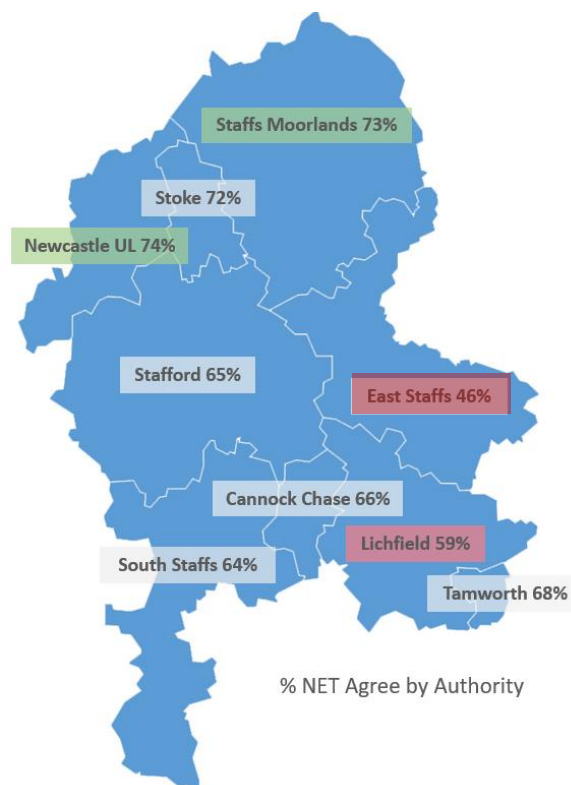 Staffs Moorlands 73%
Stoke 72%
Newcastle UL 74%
Stafford 65%
East Staffs 46%
Cannock Chase 66%
Lichfield 59%
South Staffs 64%
Tamworth 68%
% NET Agree by Authority